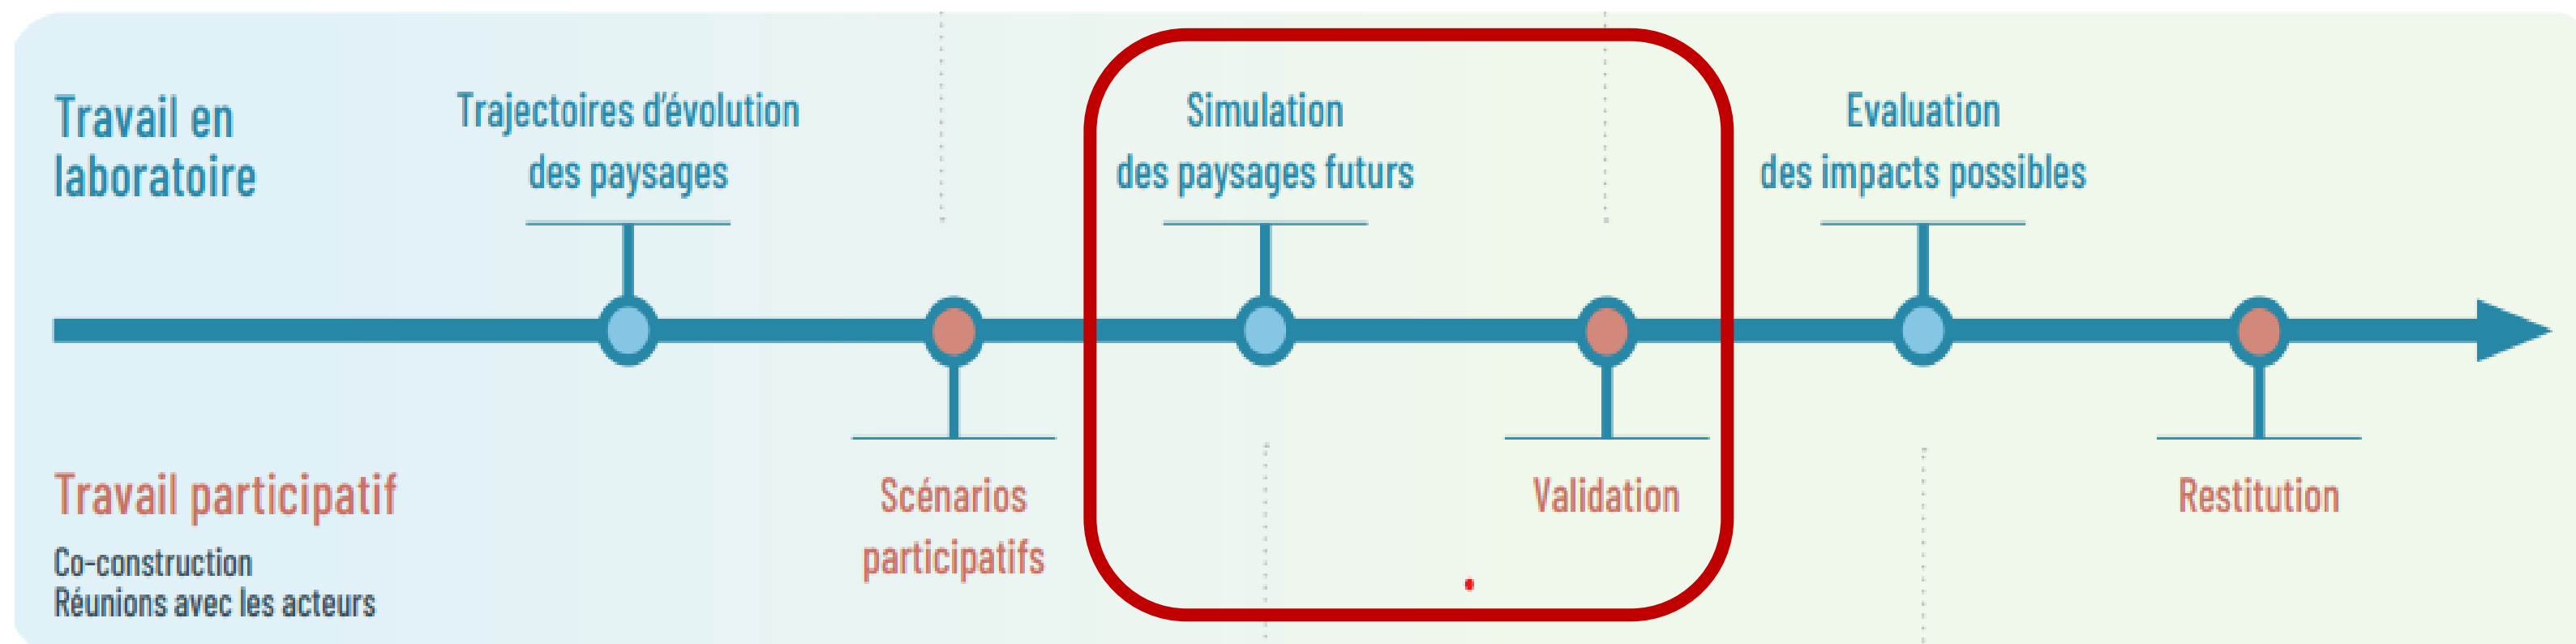 Travail en
laboratoire
Trajectoires d'évolution
des paysages
Simulation
des paysages futurs
Evaluation
des impacts possibles
Travail participatif
Co-construction
Réunions avec les acteurs
Scénarios
participatifs
Validation
Restitution